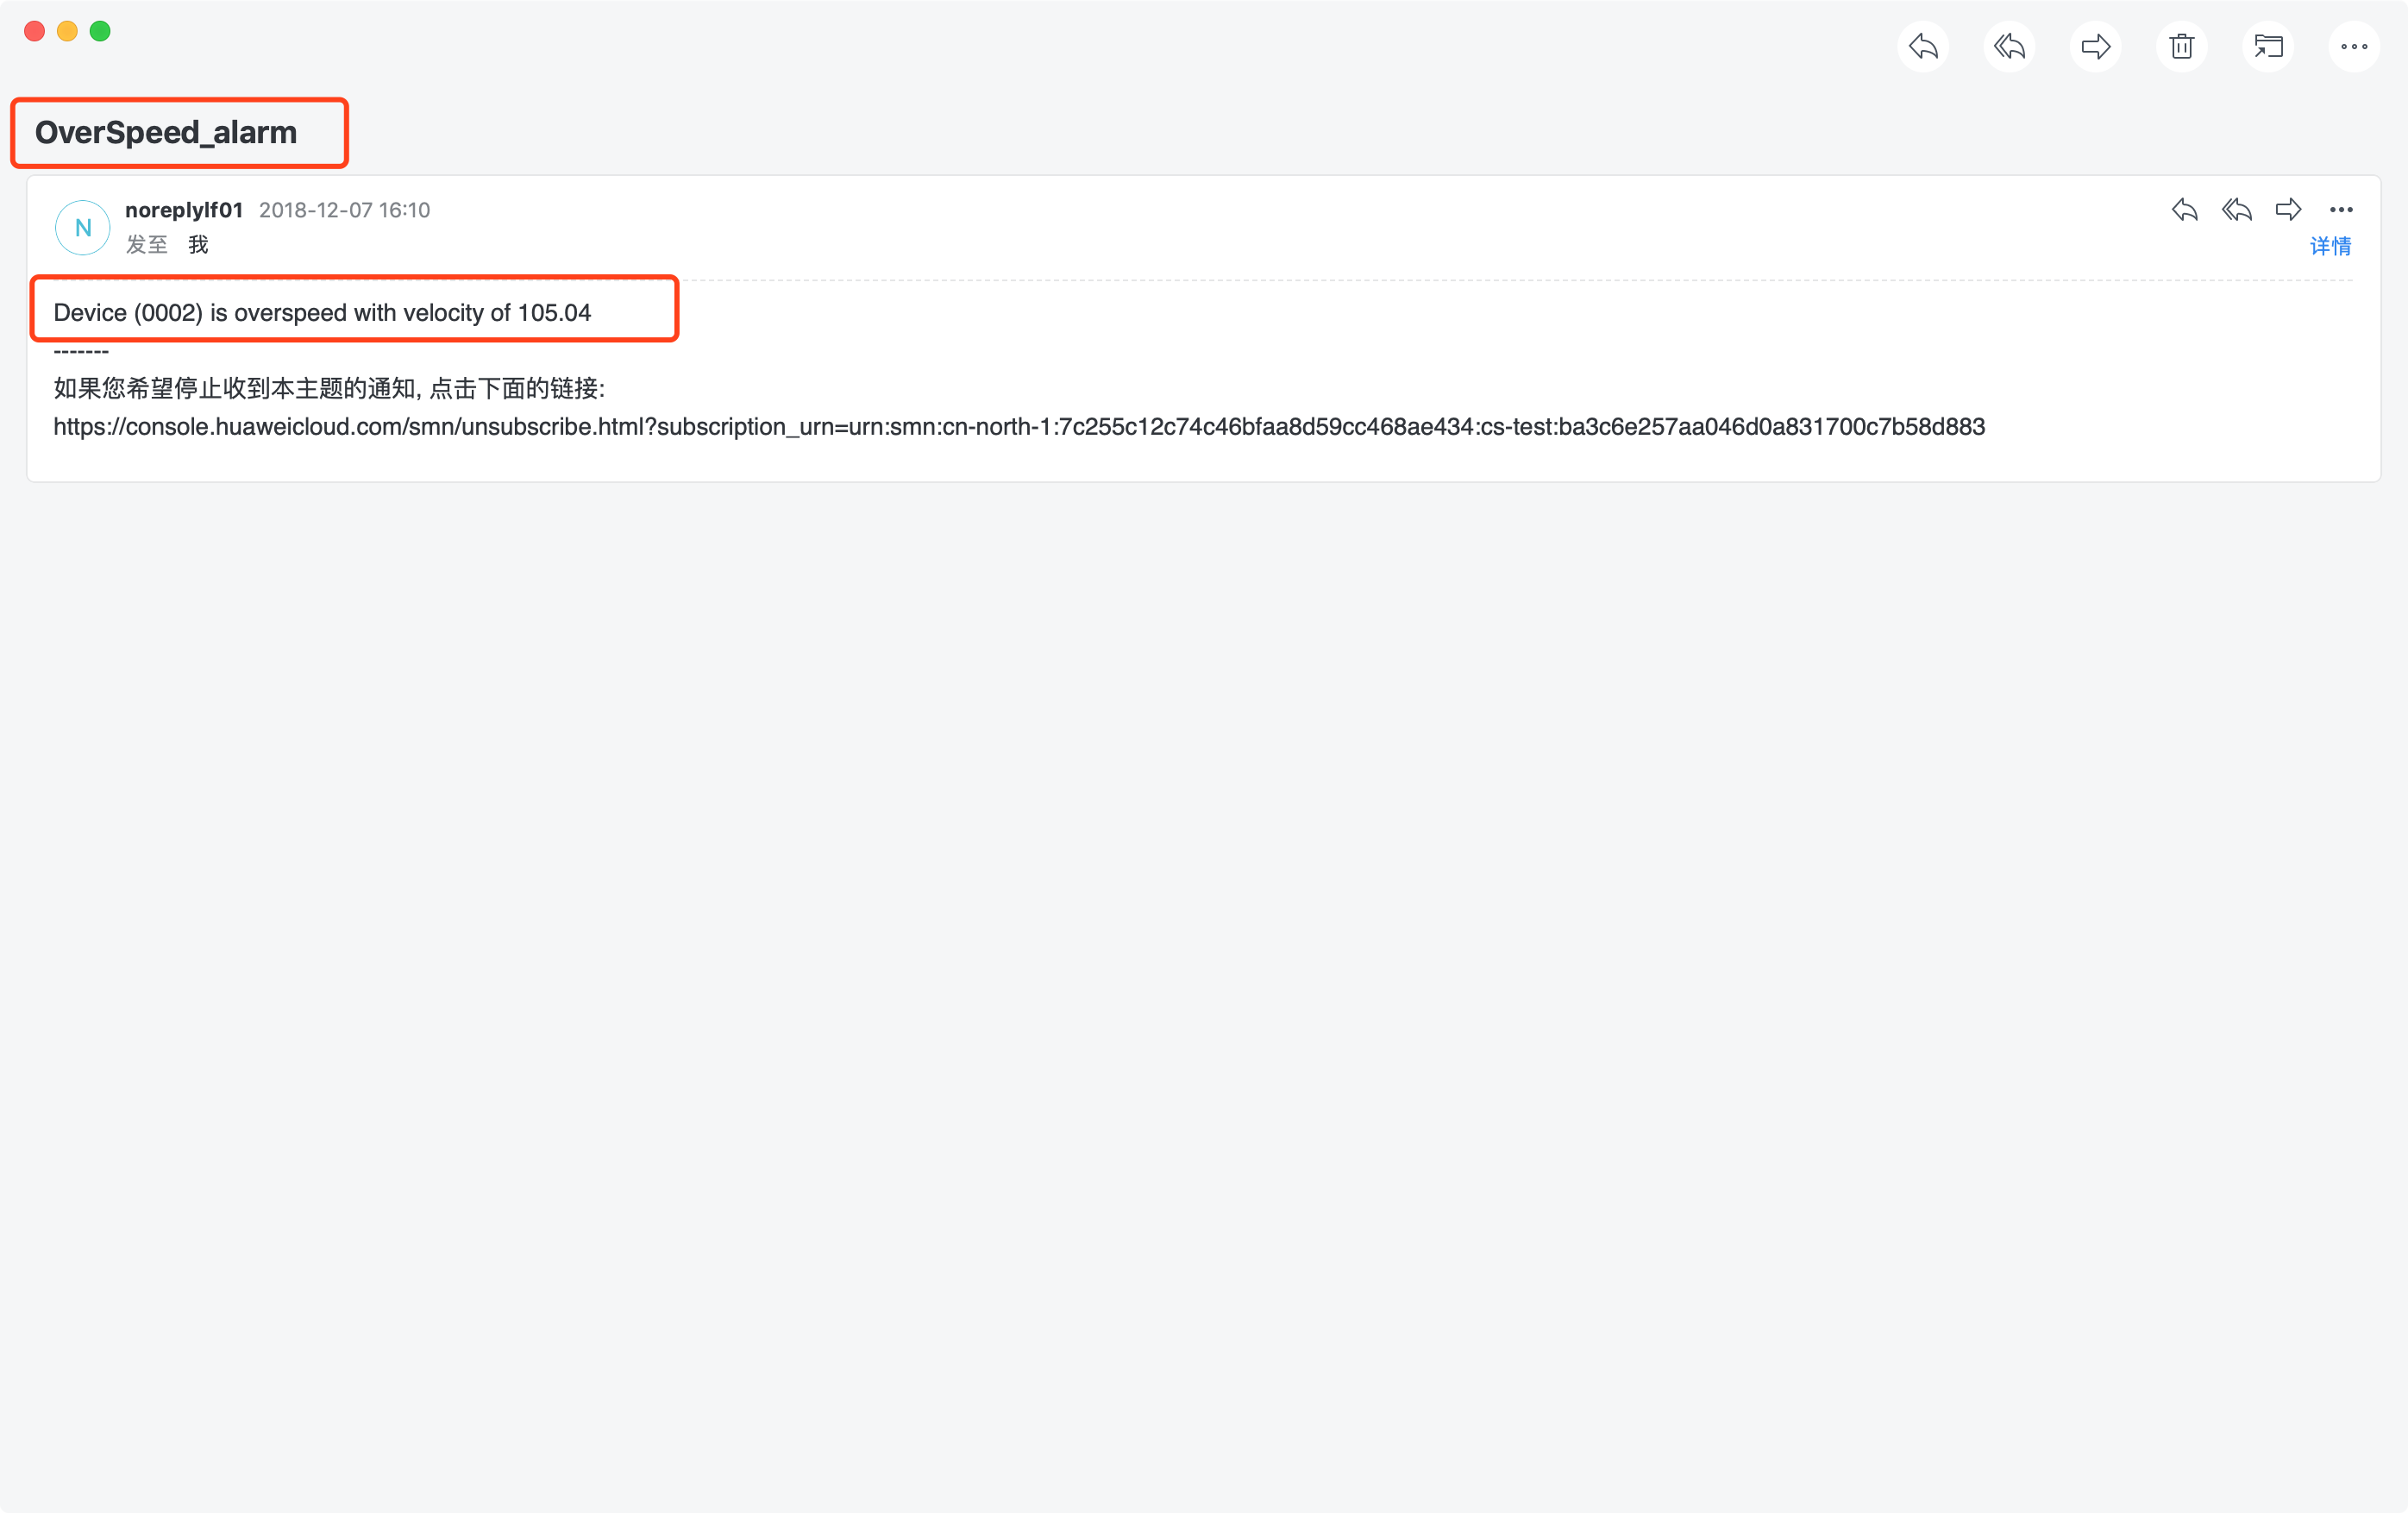 OverSpeed_alarm
N
noreplylf01 2018-12-07 16:10
发至 我
详情
Device (0002) is overspeed with velocity of 105.04
-------
如果您希望停止收到本主题的通知, 点击下面的链接:
https://console.huaweicloud.com/smn/unsubscribe.html?subscription_urn=urn:smn:cn-north-1:7c255c12c74c46bfaa8d59cc468ae434:cs-test:ba3c6e257aa046d0a831700c7b58d883